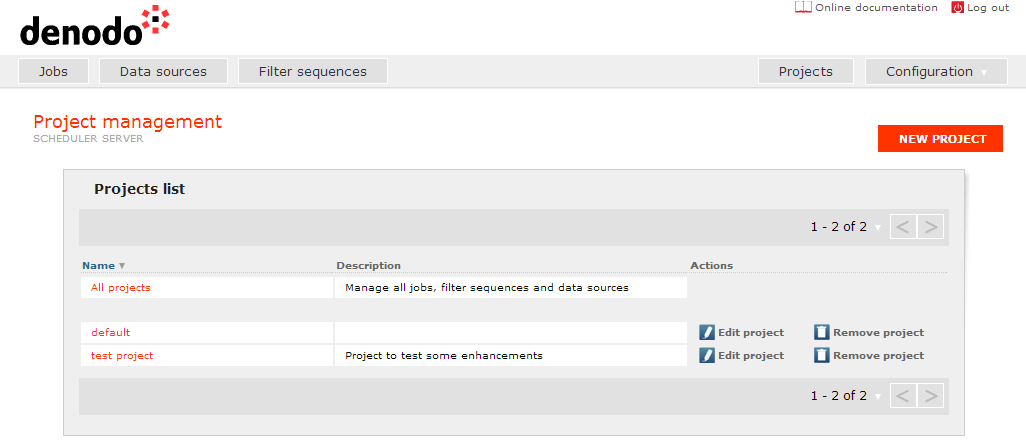 denodo
Online documentation Log out
Jobs Data sources Filter sequences Projects Configuration
Project management
SCHEDULER SERVER
NEW PROJECT
Projects list
1 - 2 of 2 < >
Name Description Actions
All projects Manage all jobs, filter sequences and data sources
default Edit project Remove project
test project Project to test some enhancements Edit project Remove project
1 - 2 of 2 < >